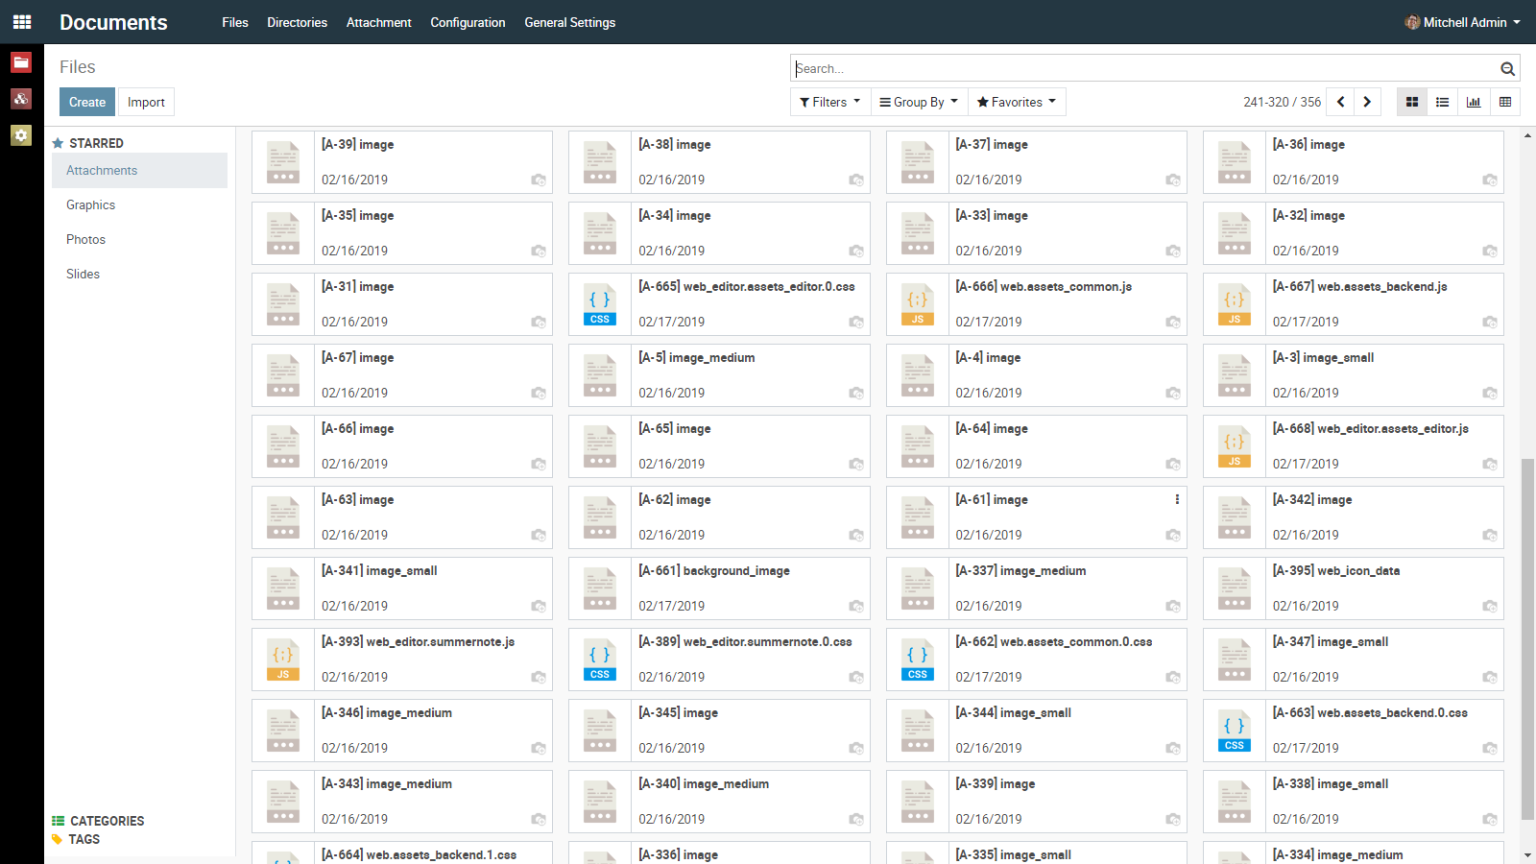 Documents Files Directories Attachment Configuration General Settings Mitchell Admin
Files
Search...
Create Import
Filters Group By Favorites 241-320 / 356
STARRED
Attachments
Graphics
Photos
Slides
CATEGORIES
TAGS
[A-39] image
02/16/2019
[A-38] image
02/16/2019
[A-37] image
02/16/2019
[A-36] image
02/16/2019
[A-35] image
02/16/2019
[A-34] image
02/16/2019
[A-33] image
02/16/2019
[A-32] image
02/16/2019
[A-31] image
02/16/2019
CSS
[A-665] web_editor.assets_editor.0.css
02/17/2019
JS
[A-666] web.assets_common.js
02/17/2019
JS
[A-667] web.assets_backend.js
02/17/2019
[A-67] image
02/16/2019
[A-5] image_medium
02/16/2019
[A-4] image
02/16/2019
[A-3] image_small
02/16/2019
[A-66] image
02/16/2019
[A-65] image
02/16/2019
[A-64] image
02/16/2019
JS
[A-668] web_editor.assets_editor.js
02/17/2019
[A-63] image
02/16/2019
[A-62] image
02/16/2019
[A-61] image
02/16/2019
[A-342] image
02/16/2019
[A-341] image_small
02/16/2019
[A-661] background_image
02/17/2019
[A-337] image_medium
02/16/2019
[A-395] web_icon_data
02/16/2019
JS
[A-393] web_editor.summernote.js
02/16/2019
CSS
[A-389] web_editor.summernote.0.css
02/16/2019
CSS
[A-662] web.assets_common.0.css
02/17/2019
[A-347] image_small
02/16/2019
[A-346] image_medium
02/16/2019
[A-345] image
02/16/2019
[A-344] image_small
02/16/2019
CSS
[A-663] web.assets_backend.0.css
02/17/2019
[A-343] image_medium
02/16/2019
[A-340] image_medium
02/16/2019
[A-339] image
02/16/2019
[A-338] image_small
02/16/2019
[A-664] web.assets_backend.1.css
[A-336] image
[A-335] image_small
[A-334] image_medium